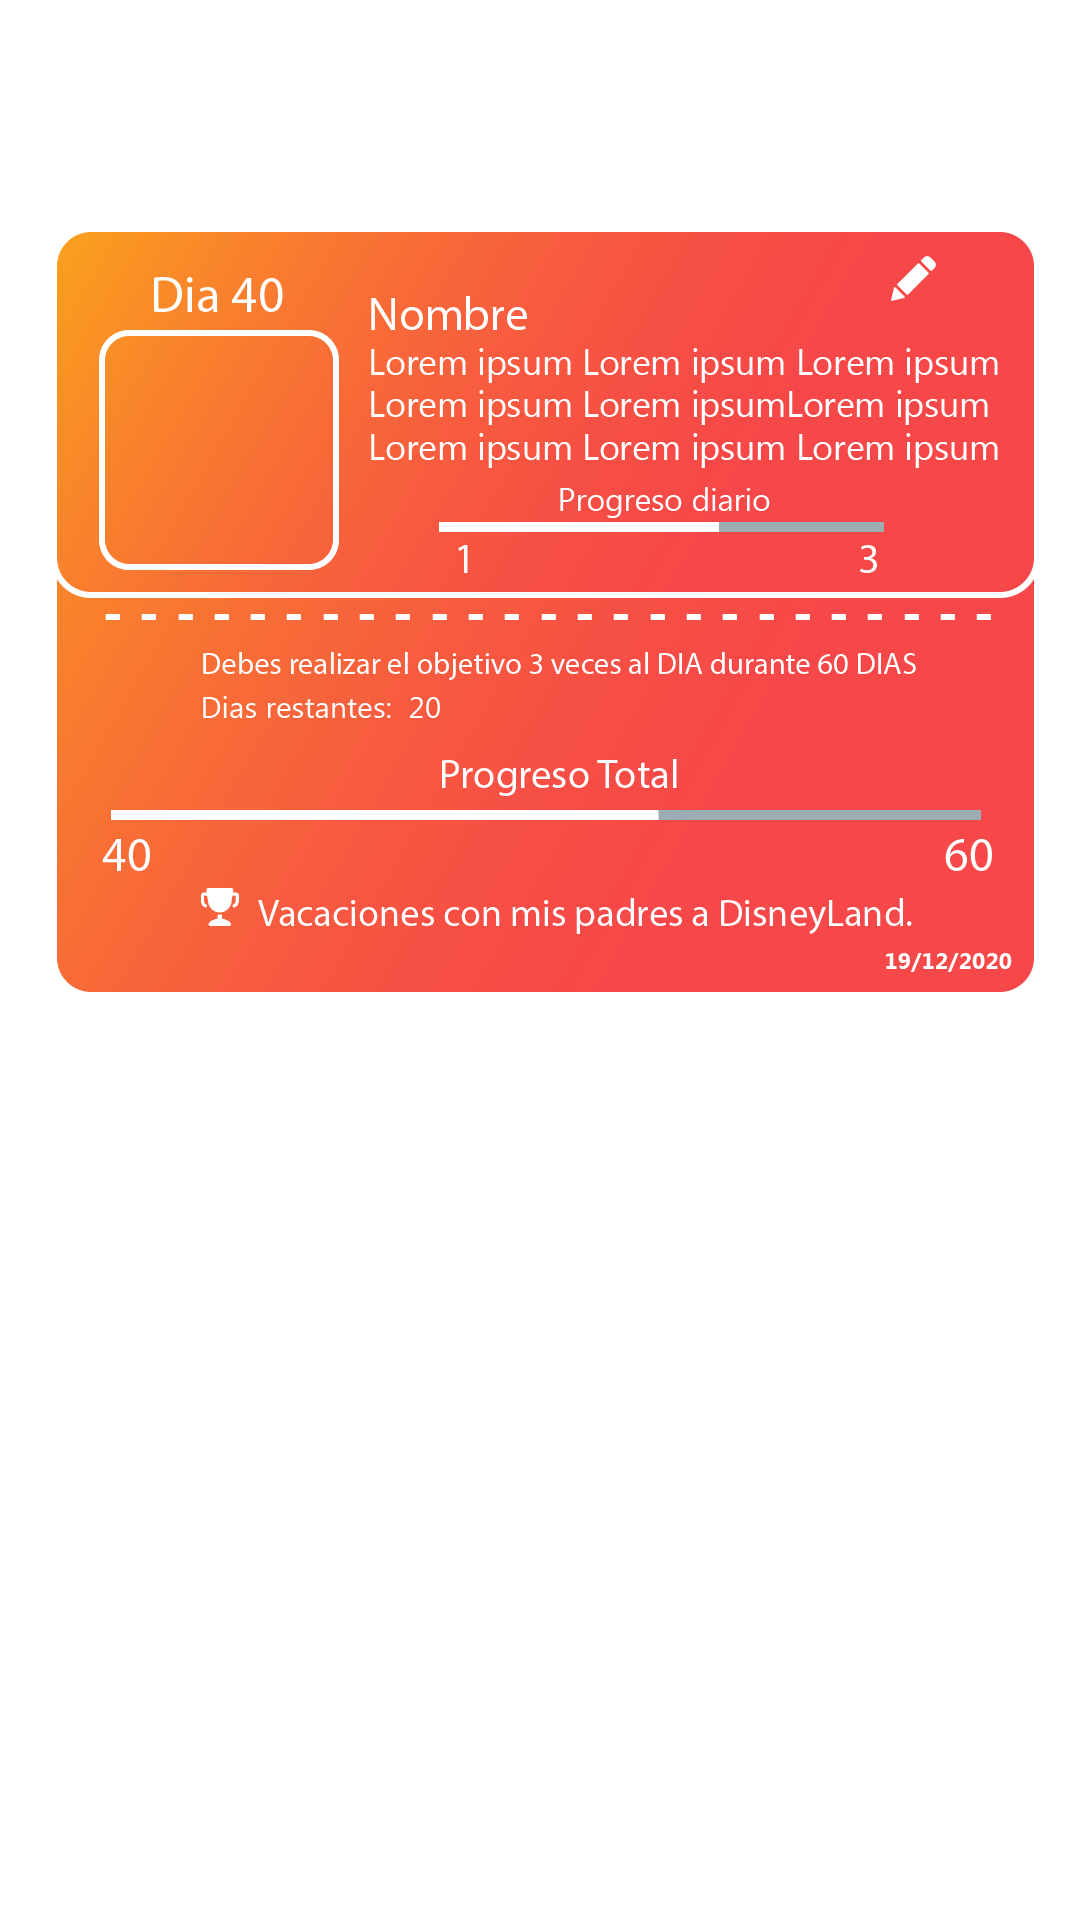 Dia 40
Nombre
Lorem ipsum Lorem ipsum Lorem ipsum
Lorem ipsum Lorem ipsumLorem ipsum
Lorem ipsum Lorem ipsum Lorem ipsum
Progreso diario
1 3
Debes realizar el objetivo 3 veces al DIA durante 60 DIAS
Dias restantes: 20
Progreso Total
40 60
Vacaciones con mis padres a DisneyLand.
19/12/2020